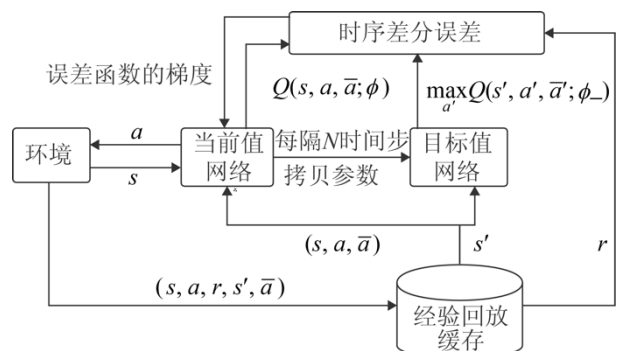 时序差分误差
误差函数的梯度
Q(s, a, a̅; ϕ)
max Q(s′, a′, a̅′; ϕ_)
a′
环境
a
s
当前值
网络
每隔N时间步
拷贝参数
目标值
网络
(s, a, a̅)
s′
r
(s, a, r, s′, a̅)
经验回放
缓存